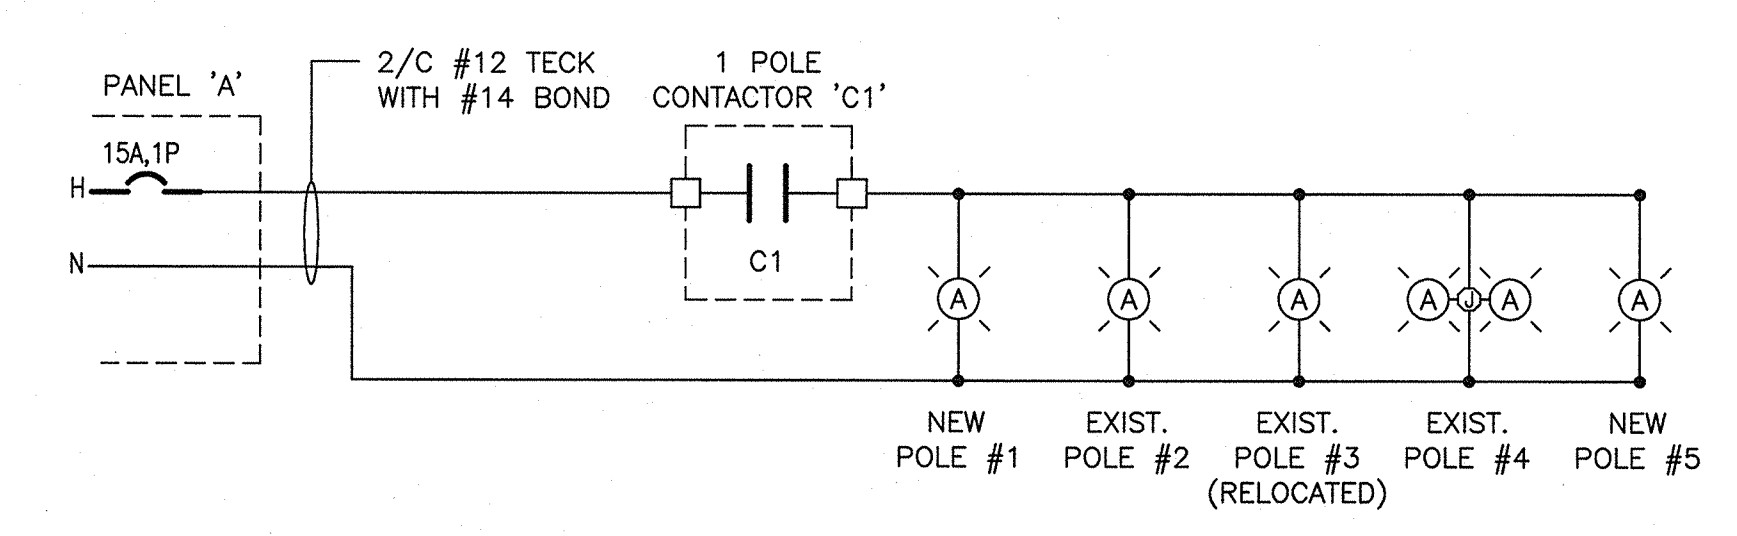 2/C #12 TECK
WITH #14 BOND
1 POLE
CONTACTOR 'C1'
PANEL 'A'
15A,1P
H
N
C1
A
A
A
A
J
A
A
NEW
POLE #1
EXIST.
POLE #2
EXIST.
POLE #3
(RELOCATED)
EXIST.
POLE #4
NEW
POLE #5